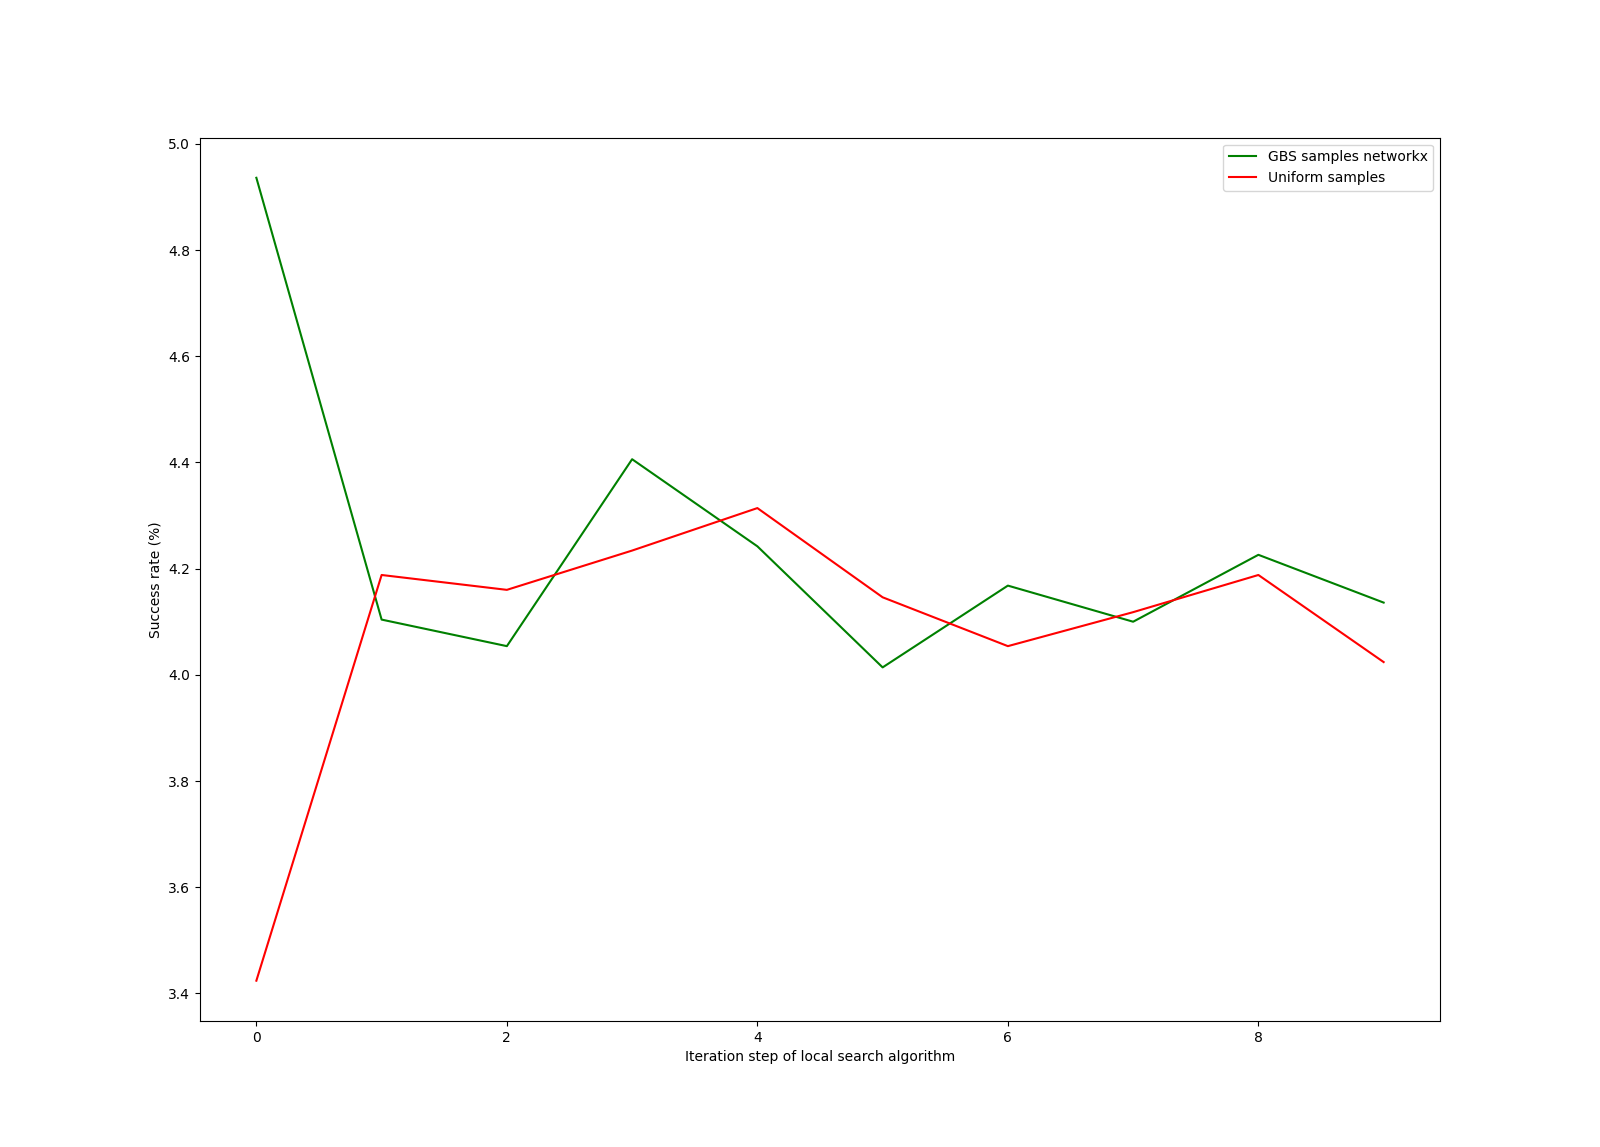 GBS samples networkx
Uniform samples
5.0
4.8
4.6
4.4
4.2
4.0
3.8
3.6
3.4
Success rate (%)
0 2 4 6 8
Iteration step of local search algorithm